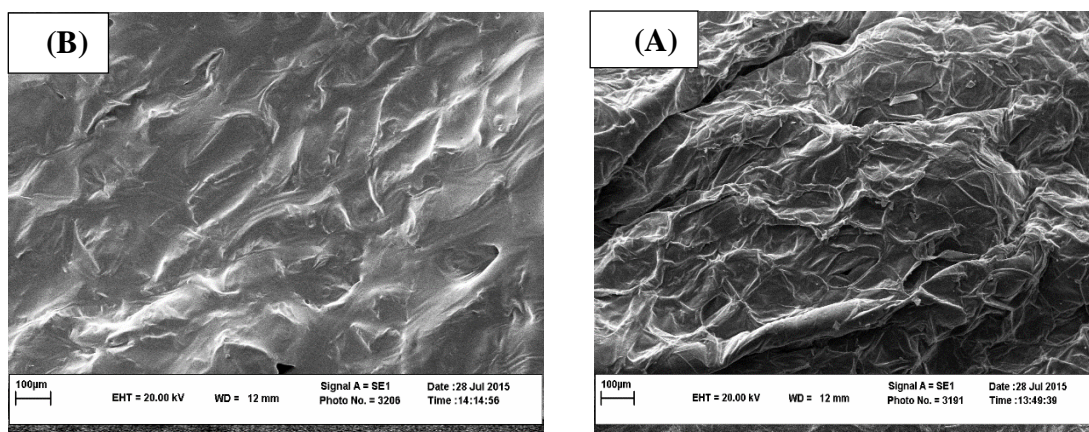 (B)
100µm
EHT = 20.00 kV
WD = 12 mm
Signal A = SE1
Photo No. = 3206
Date :28 Jul 2015
Time :14:14:56
(A)
100µm
EHT = 20.00 kV
WD = 12 mm
Signal A = SE1
Photo No. = 3191
Date :28 Jul 2015
Time :13:49:39